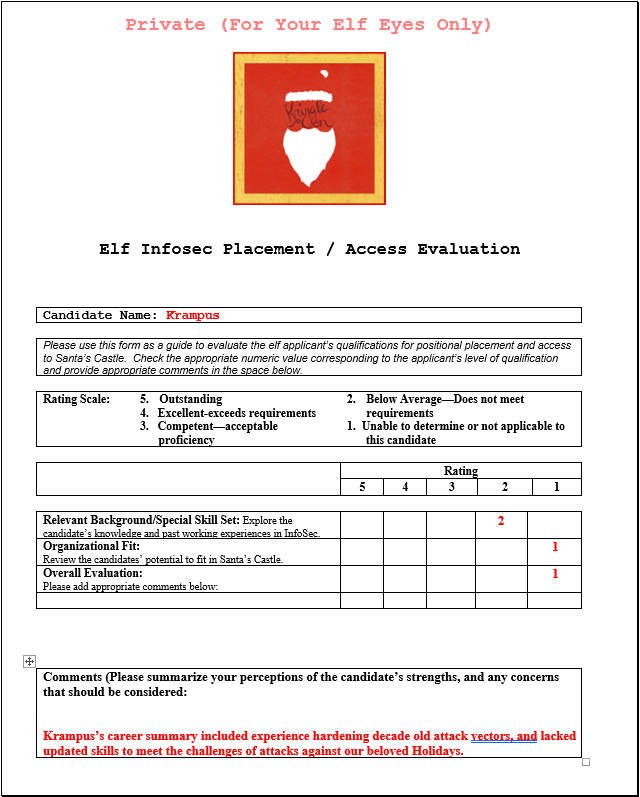 Private (For Your Elf Eyes Only)
Kringle
Con
Elf Infosec Placement / Access Evaluation
Candidate Name: Krampus
Please use this form as a guide to evaluate the elf applicant's qualifications for positional placement and access
to Santa's Castle.  Check the appropriate numeric value corresponding to the applicant's level of qualification
and provide appropriate comments in the space below.
Rating Scale: 5. Outstanding 2. Below Average—Does not meet
4. Excellent-exceeds requirements requirements
3. Competent—acceptable 1. Unable to determine or not applicable to
proficiency this candidate
Rating
5 4 3 2 1
Relevant Background/Special Skill Set: Explore the 2
candidate's knowledge and past working experiences in InfoSec.
Organizational Fit: 1
Review the candidates' potential to fit in Santa's Castle.
Overall Evaluation: 1
Please add appropriate comments below:
Comments (Please summarize your perceptions of the candidate's strengths, and any concerns
that should be considered:
Krampus's career summary included experience hardening decade old attack vectors, and lacked
updated skills to meet the challenges of attacks against our beloved Holidays.